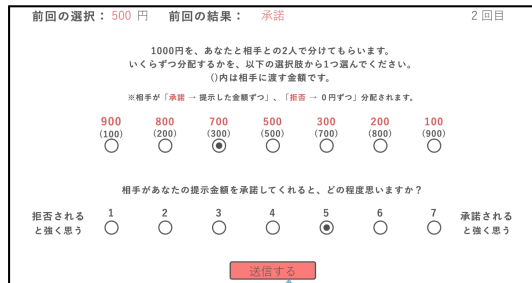 前回の選択： 500 円 前回の結果： 承諾 2 回目
1000円を、あなたと相手との2人で分けてもらいます。
いくらずつ分配するかを、以下の選択肢から1つ選んでください。
()内は相手に渡す金額です。
※相手が「承諾 → 提示した金額ずつ」、「拒否 → 0 円ずつ」分配されます。
900 800 700 500 300 200 100
(100) (200) (300) (500) (700) (800) (900)
相手があなたの提示金額を承諾してくれると、どの程度思いますか？
拒否される 1 2 3 4 5 6 7 承諾される
と強く思う と強く思う
送信する